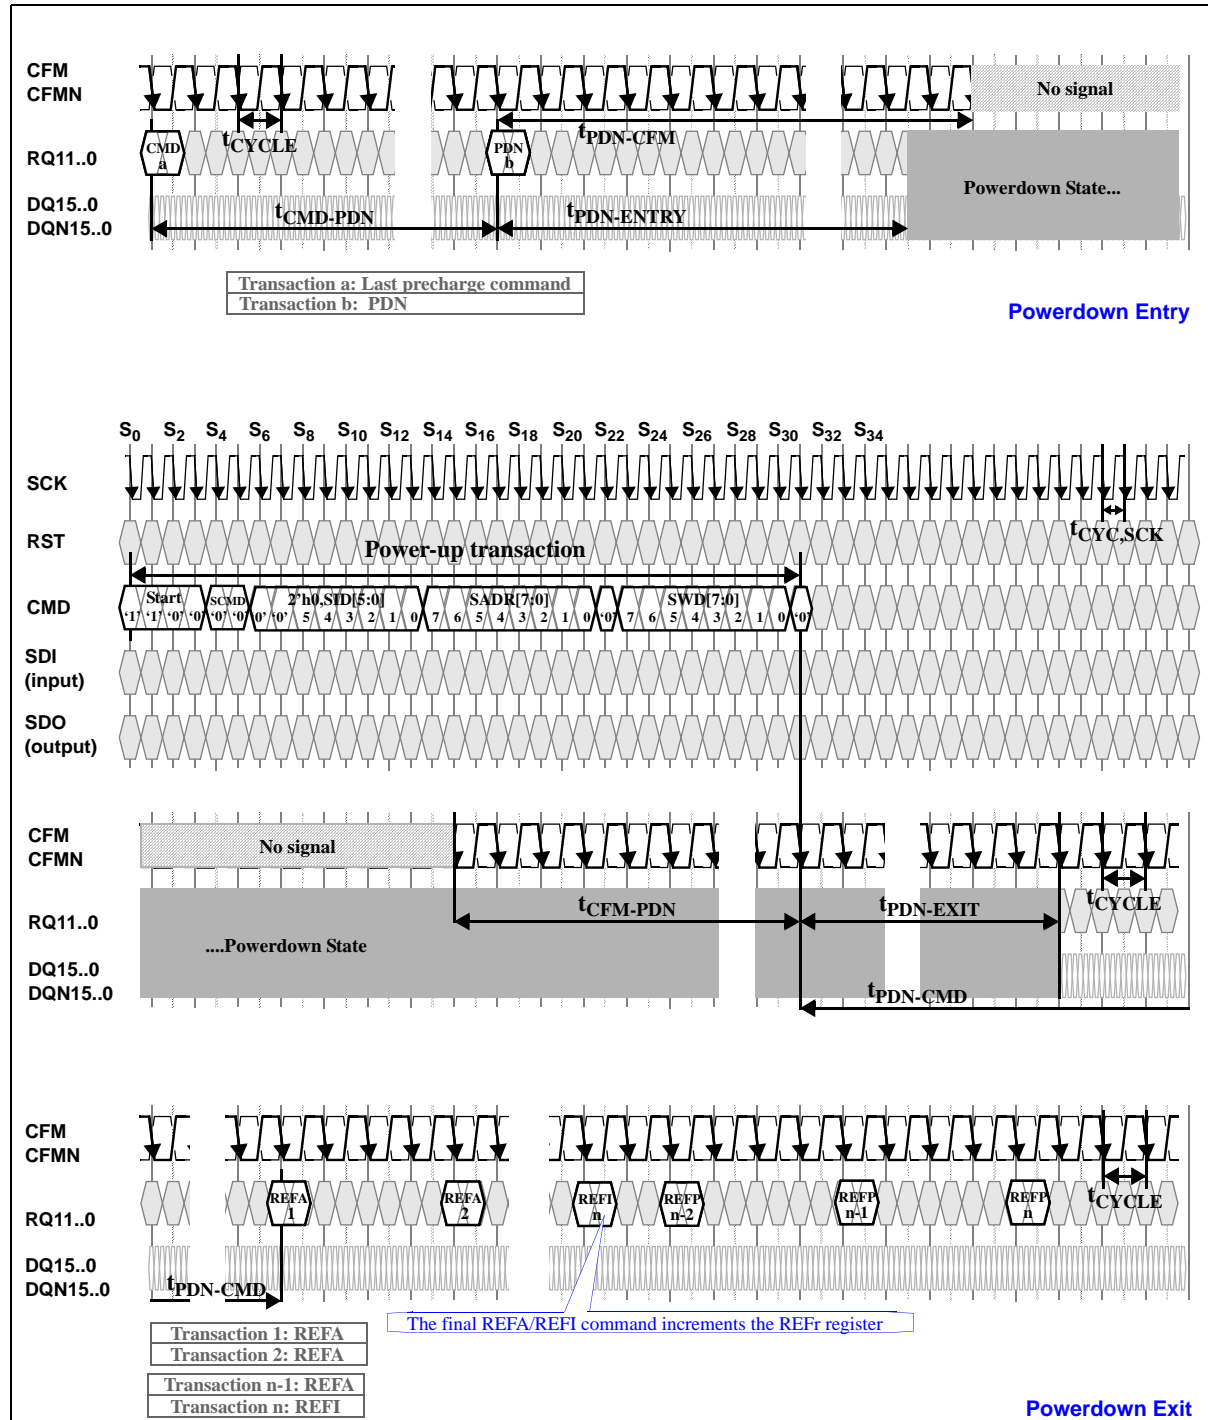 CFM
CFMN
No signal
tCYCLE
tPDN-CFM
RQ11..0
CMD a
PDN b
Powerdown State...
DQ15..0
DQN15..0
tCMD-PDN
tPDN-ENTRY
Transaction a: Last precharge command
Transaction b: PDN
Powerdown Entry
S0 S2 S4 S6 S8 S10 S12 S14 S16 S18 S20 S22 S24 S26 S28 S30 S32 S34
SCK
RST
tCYC,SCK
Power-up transaction
CMD
Start SCMD 2'h0,SID[5:0] SADR[7:0] SWD[7:0]
‘1’ ‘1’ ‘0’ ‘0’ ‘0’ ‘0’ ‘0’ ‘0’ 5 4 3 2 1 0 7 6 5 4 3 2 1 0 ‘0’ 7 6 5 4 3 2 1 0 ‘0’
SDI
(input)
SDO
(output)
CFM
CFMN
No signal
tCYCLE
RQ11..0
tCFM-PDN
tPDN-EXIT
....Powerdown State
DQ15..0
DQN15..0
tPDN-CMD
CFM
CFMN
RQ11..0
REFA 1
REFA 2
REFI n
REFP n-2
REFP n-1
REFP n
tCYCLE
DQ15..0
DQN15..0
tPDN-CMD
The final REFA/REFI command increments the REFr register
Transaction 1: REFA
Transaction 2: REFA
Transaction n-1: REFA
Transaction n: REFI
Powerdown Exit